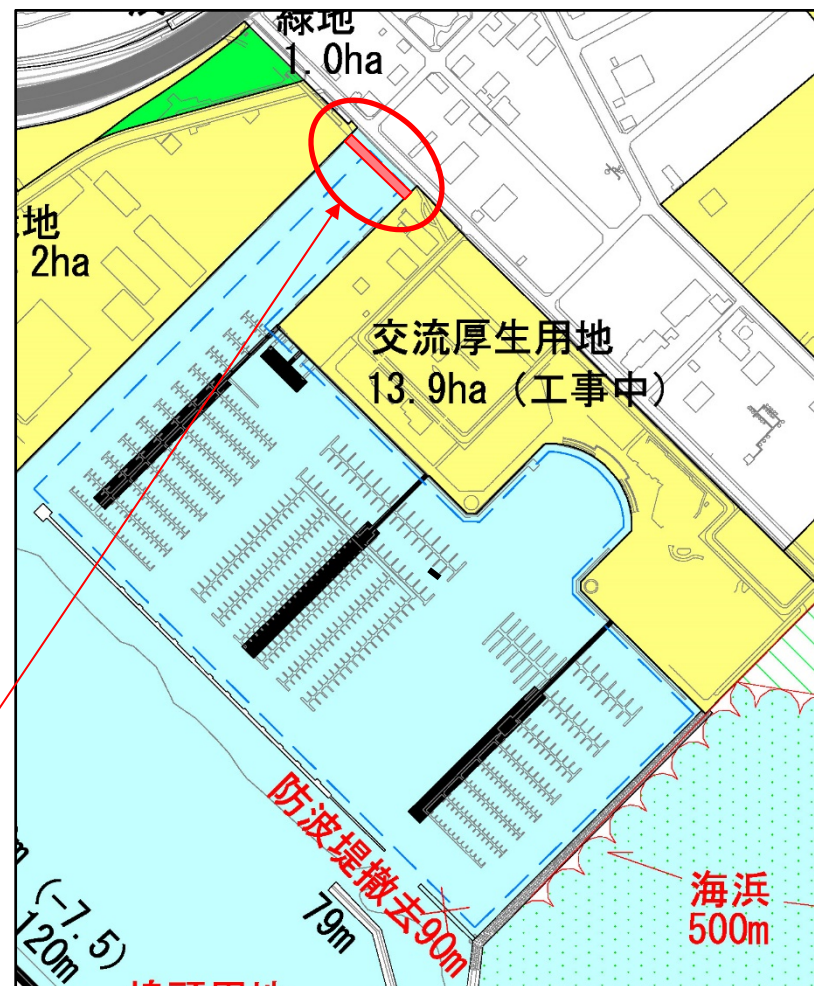 緑地
1.0ha
地
2ha
交流厚生用地
13.9ha (工事中)
防波堤撤去90m
79m
(-7.5)
120m
海浜
500m